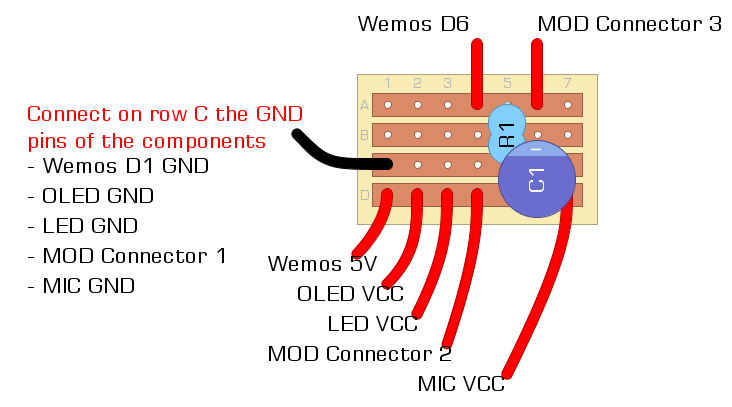 Wemos D6
MOD Connector 3
1 2 3 5 7
A
B
D
R1
C1
Connect on row C the GND
pins of the components
- Wemos D1 GND
- OLED GND
- LED GND
- MOD Connector 1
- MIC GND
Wemos 5V
OLED VCC
LED VCC
MOD Connector 2
MIC VCC